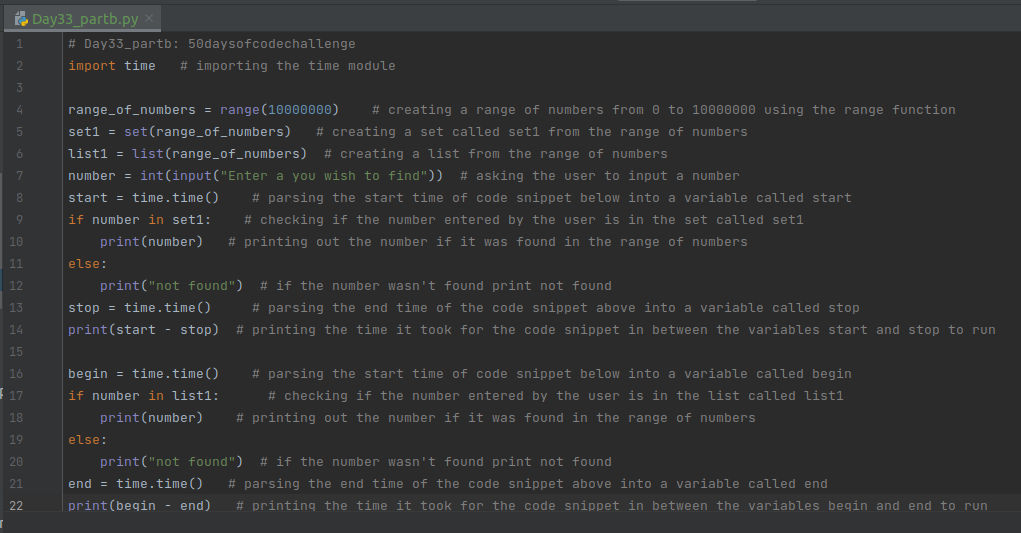 Day33_partb.py ×
1 # Day33_partb: 50daysofcodechallenge
2 import time   # importing the time module
3
4 range_of_numbers = range(10000000)    # creating a range of numbers from 0 to 10000000 using the range function
5 set1 = set(range_of_numbers)   # creating a set called set1 from the range of numbers
6 list1 = list(range_of_numbers)  # creating a list from the range of numbers
7 number = int(input("Enter a you wish to find"))  # asking the user to input a number
8 start = time.time()    # parsing the start time of code snippet below into a variable called start
9 if number in set1:    # checking if the number entered by the user is in the set called set1
10     print(number)   # printing out the number if it was found in the range of numbers
11 else:
12     print("not found")  # if the number wasn't found print not found
13 stop = time.time()     # parsing the end time of the code snippet above into a variable called stop
14 print(start - stop)  # printing the time it took for the code snippet in between the variables start and stop to run
15
16 begin = time.time()    # parsing the start time of code snippet below into a variable called begin
17 if number in list1:      # checking if the number entered by the user is in the list called list1
18     print(number)    # printing out the number if it was found in the range of numbers
19 else:
20     print("not found")  # if the number wasn't found print not found
21 end = time.time()   # parsing the end time of the code snippet above into a variable called end
22 print(begin - end)   # printing the time it took for the code snippet in between the variables begin and end to run